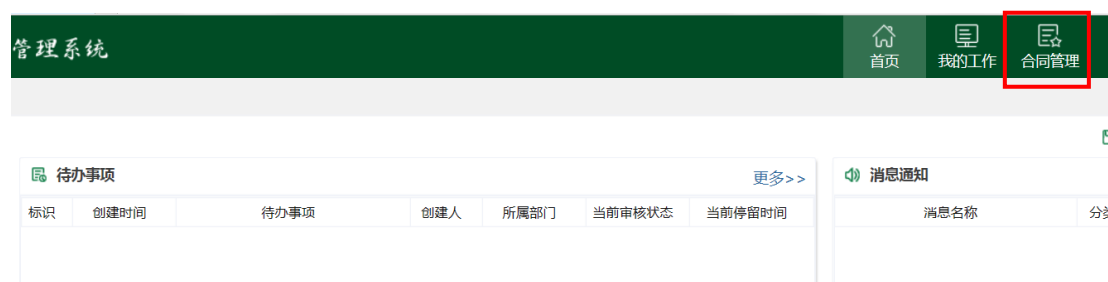 管理系统
首页 我的工作 合同管理
待办事项 更多>> 消息通知
标识 创建时间 待办事项 创建人 所属部门 当前审核状态 当前停留时间 消息名称 分类